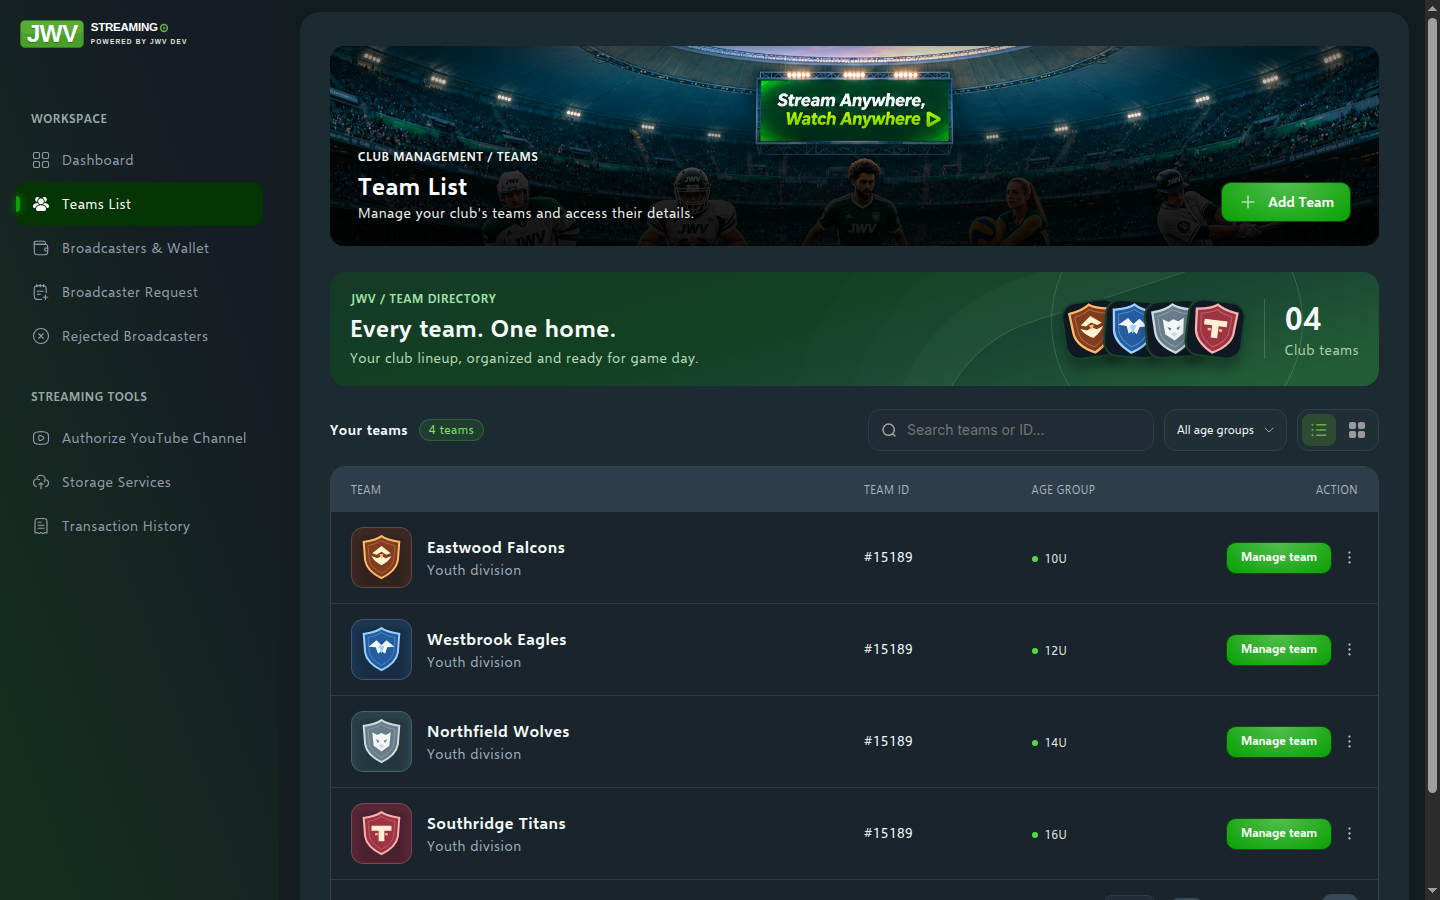 JWV STREAMING
POWERED BY JWV DEV
WORKSPACE
Dashboard
Teams List
Broadcasters & Wallet
Broadcaster Request
Rejected Broadcasters
STREAMING TOOLS
Authorize YouTube Channel
Storage Services
Transaction History
Stream Anywhere,
Watch Anywhere
CLUB MANAGEMENT / TEAMS
Team List
Manage your club's teams and access their details.
JWV
JWV
JWV
Add Team
JWV / TEAM DIRECTORY
Every team. One home.
Your club lineup, organized and ready for game day.
04
Club teams
Your teams
4 teams
Search teams or ID...
All age groups
TEAM TEAM ID AGE GROUP ACTION
Eastwood Falcons
Youth division
#15189
10U
Manage team
Westbrook Eagles
Youth division
#15189
12U
Manage team
Northfield Wolves
Youth division
#15189
14U
Manage team
Southridge Titans
Youth division
#15189
16U
Manage team